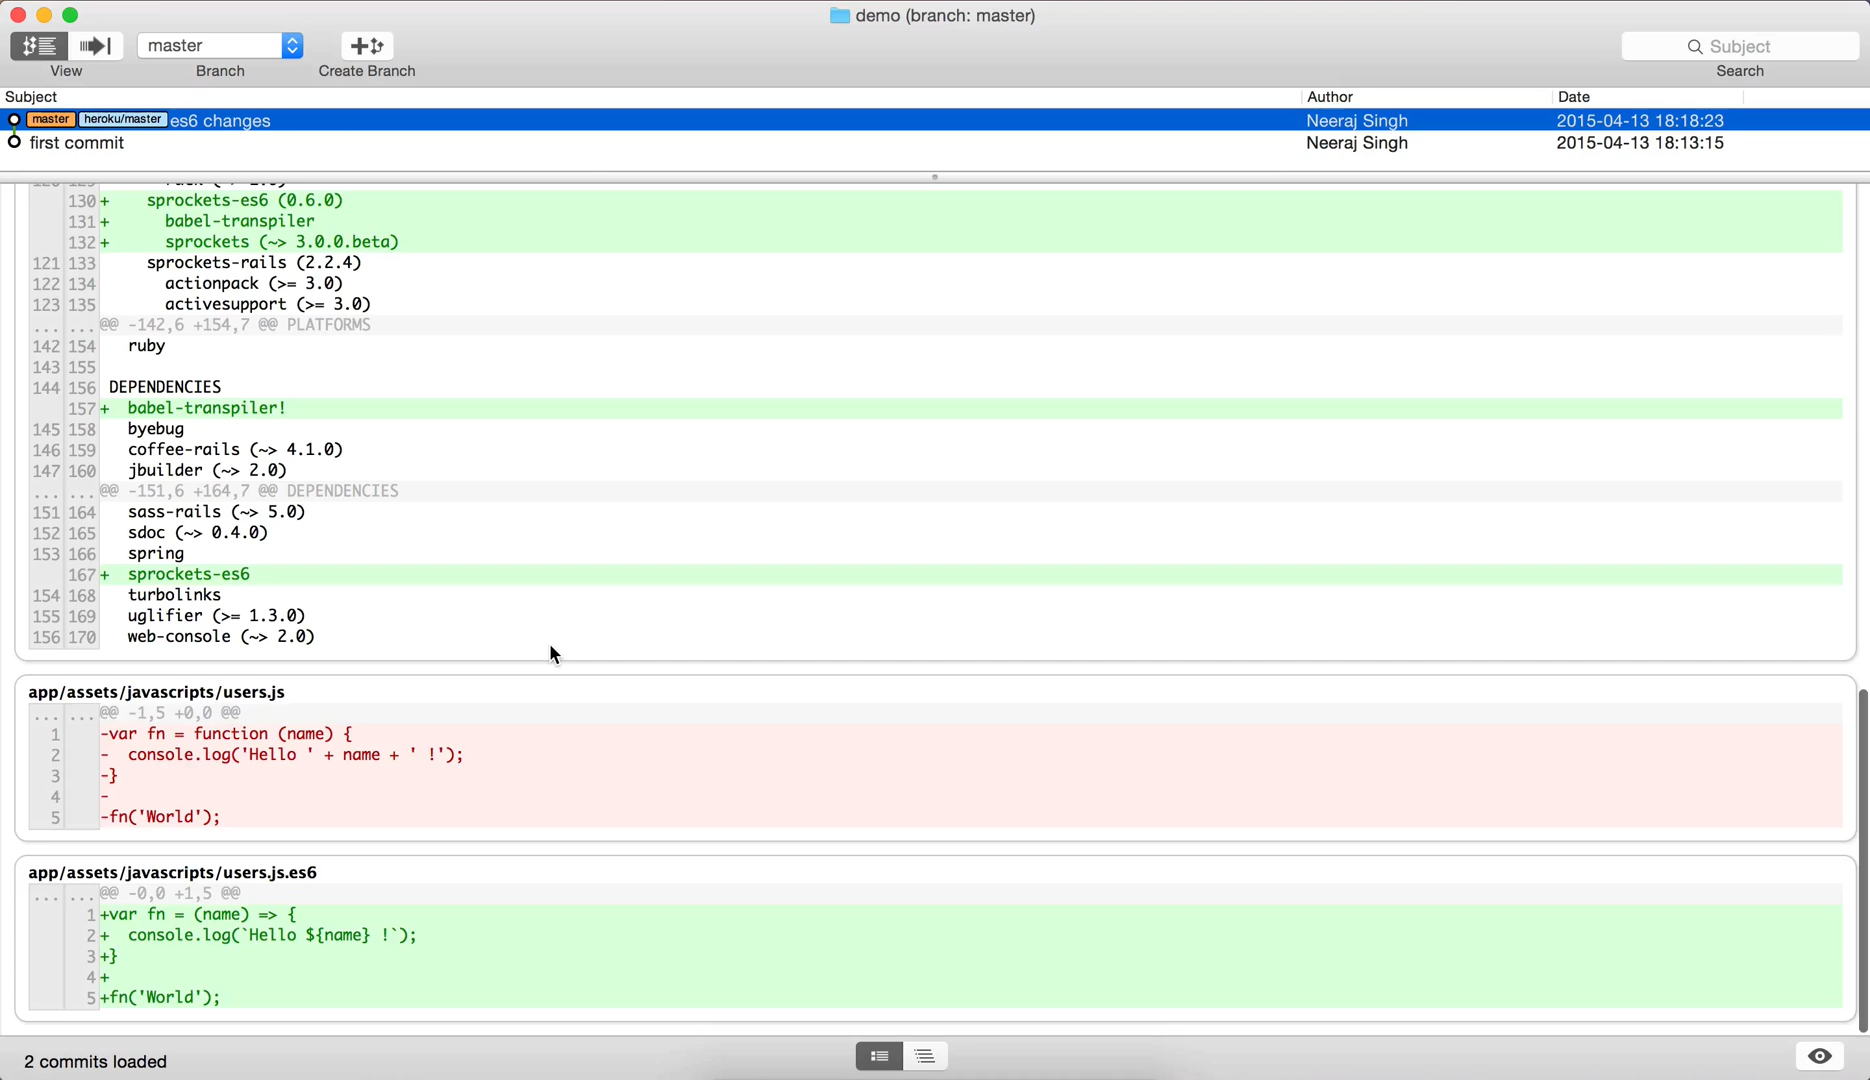 demo (branch: master)
master
View
Branch
Create Branch
Subject
Search
Subject Author Date
master heroku/master es6 changes Neeraj Singh 2015-04-13 18:18:23
first commit Neeraj Singh 2015-04-13 18:13:15
130+ sprockets-es6 (0.6.0)
131+ babel-transpiler
132+ sprockets (~> 3.0.0.beta)
121 133 sprockets-rails (2.2.4)
122 134 actionpack (>= 3.0)
123 135 activesupport (>= 3.0)
... ... @@ -142,6 +154,7 @@ PLATFORMS
142 154 ruby
143 155
144 156 DEPENDENCIES
157+ babel-transpiler!
145 158 byebug
146 159 coffee-rails (~> 4.1.0)
147 160 jbuilder (~> 2.0)
... ... @@ -151,6 +164,7 @@ DEPENDENCIES
151 164 sass-rails (~> 5.0)
152 165 sdoc (~> 0.4.0)
153 166 spring
167+ sprockets-es6
154 168 turbolinks
155 169 uglifier (>= 1.3.0)
156 170 web-console (~> 2.0)
app/assets/javascripts/users.js
... ... @@ -1,5 +0,0 @@
1 -var fn = function (name) {
2 - console.log('Hello ' + name + ' !');
3 -}
4 -
5 -fn('World');
app/assets/javascripts/users.js.es6
... ... @@ -0,0 +1,5 @@
1+var fn = (name) => {
2+ console.log(`Hello ${name} !`);
3+}
4+
5+fn('World');
2 commits loaded